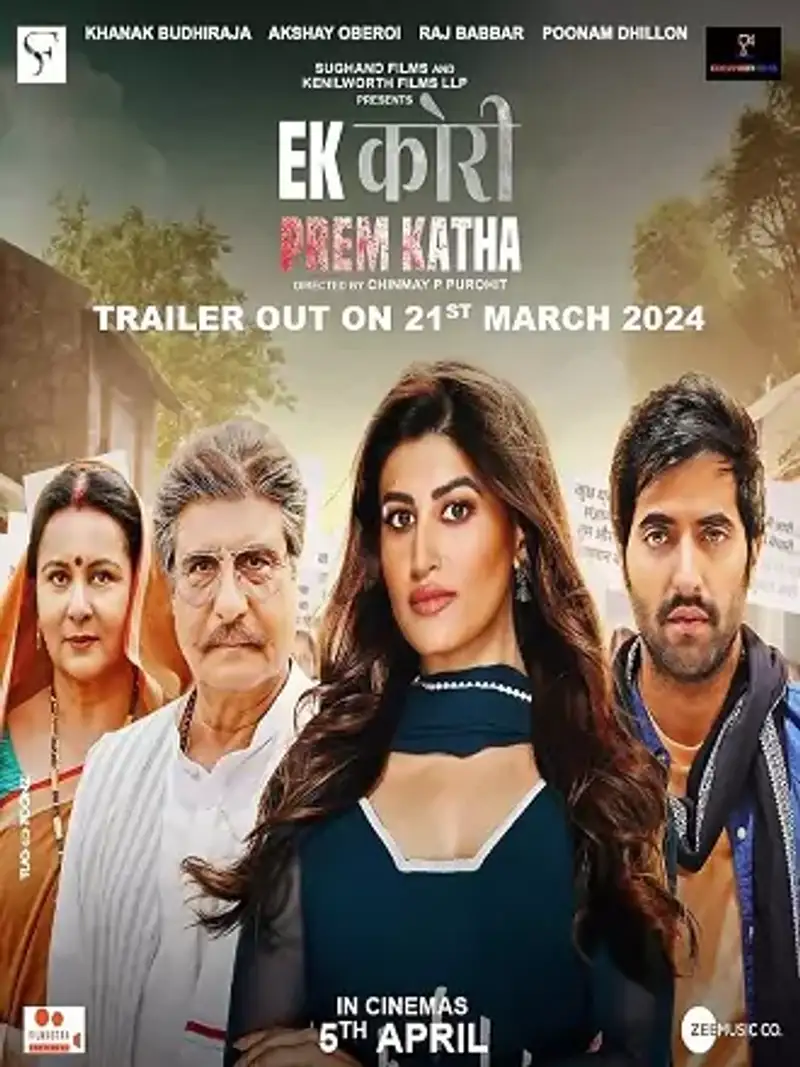 SF
KHANAK BUDHIRAJA AKSHAY OBEROI RAJ BABBAR POONAM DHILLON
SUGHAND FILMS AND
KENILWORTH FILMS LLP
PRESENTS
EK कोरी
PREM KATHA
DIRECTED BY CHINMAY P PUROHIT
TRAILER OUT ON 21ST MARCH 2024
IN CINEMAS
5TH APRIL
ZEE MUSIC CO.